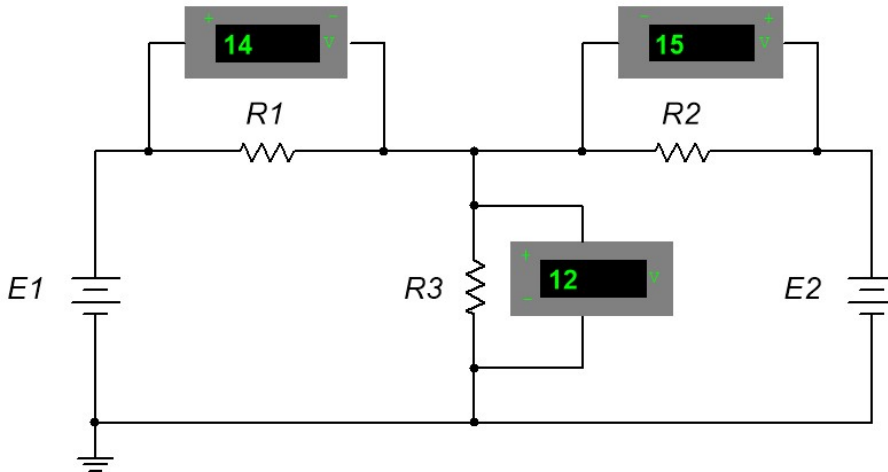 + − − +
14 V 15 V
R1 R2
+
E1 R3 12 V E2
−